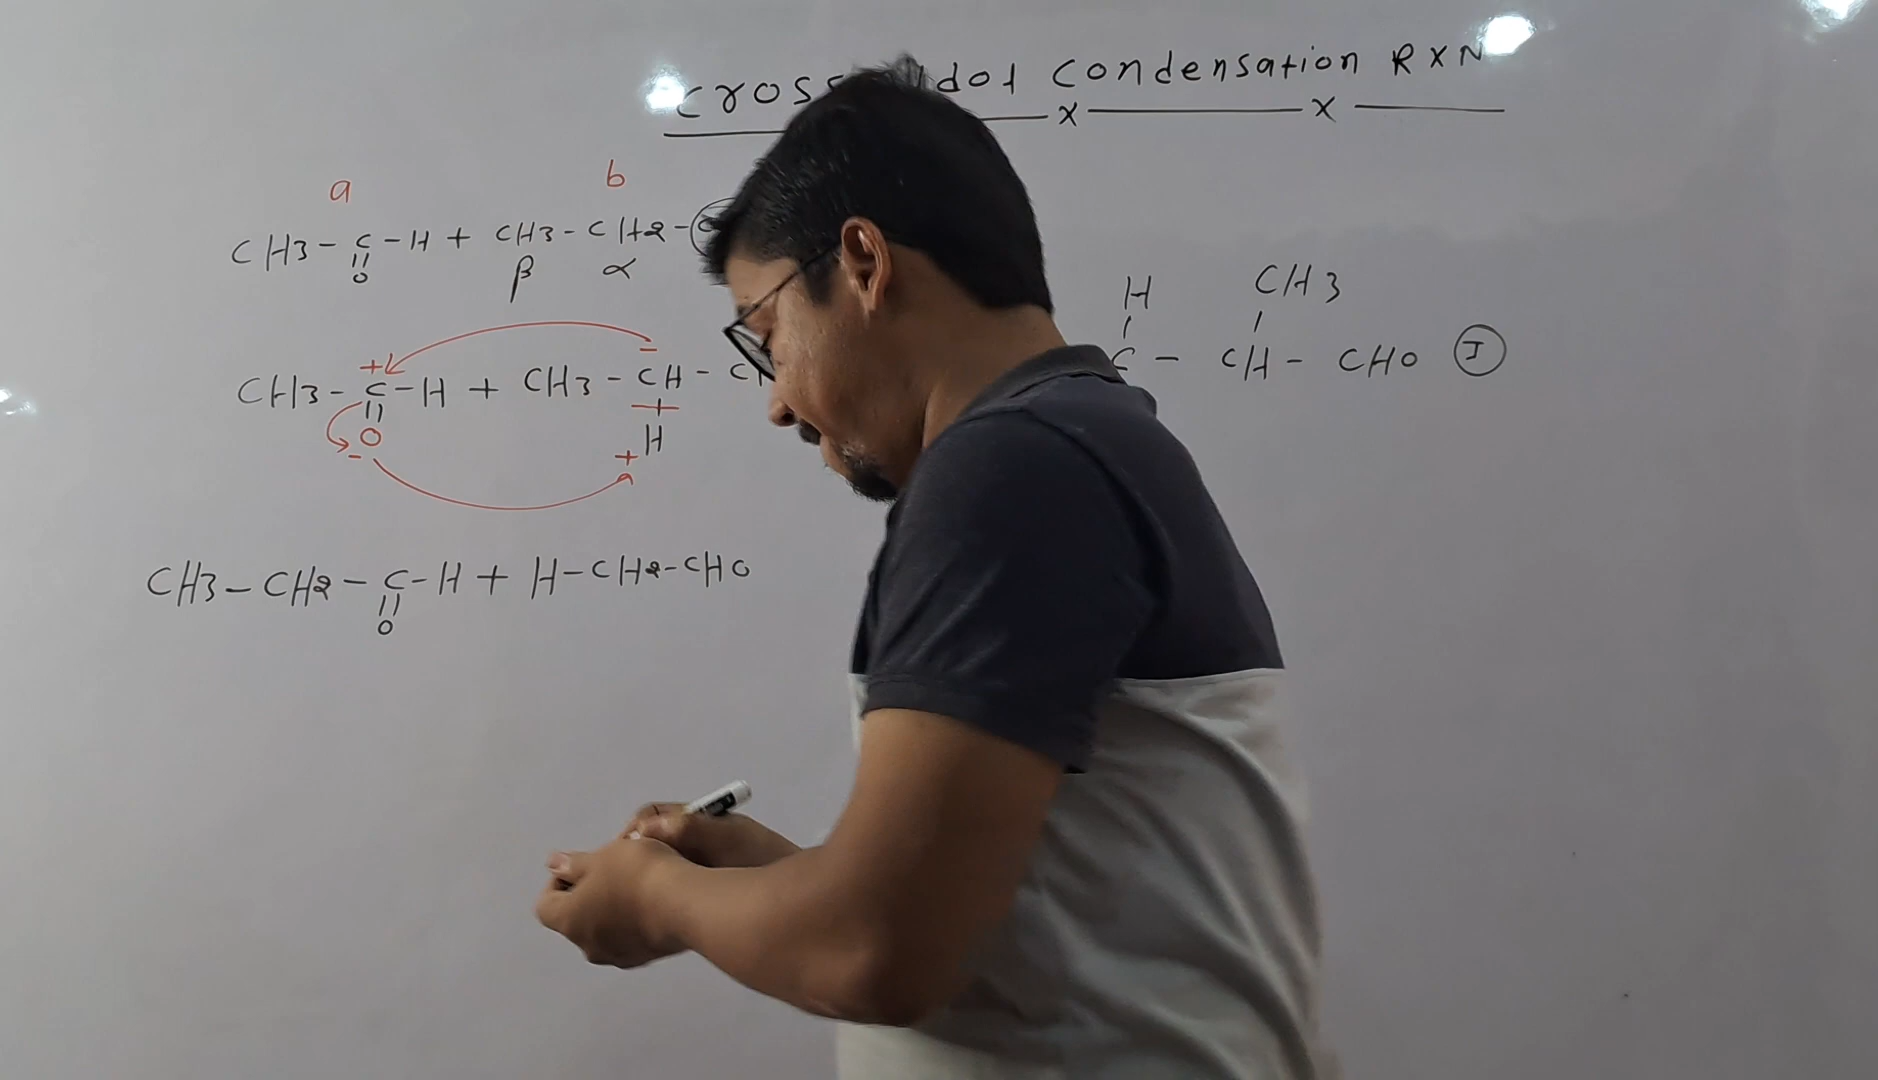 Cross Aldol Condensation RXN
x x
a b
CH3 - C - H + CH3 - CH2 -
O β α
H CH3
+ -
CH3 - C - H + CH3 - CH - C C - CH - CHO I
O H
- +
CH3 - CH2 - C - H + H - CH2 - CHO
O